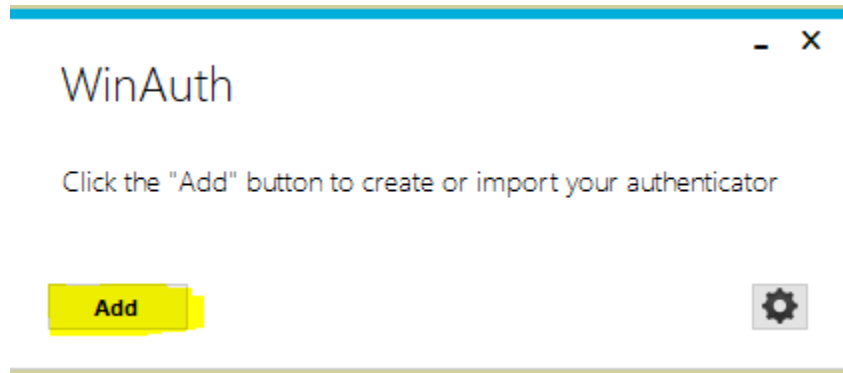 WinAuth
Click the "Add" button to create or import your authenticator
Add